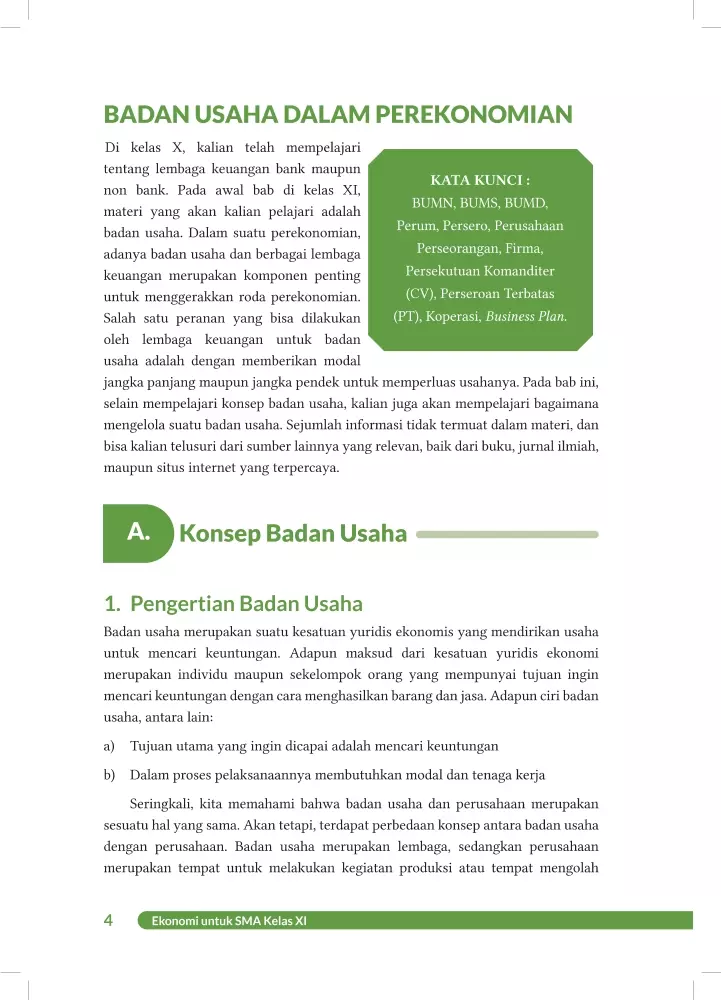 BADAN USAHA DALAM PEREKONOMIAN
Di kelas X, kalian telah mempelajari
tentang lembaga keuangan bank maupun
non bank. Pada awal bab di kelas XI,
materi yang akan kalian pelajari adalah
badan usaha. Dalam suatu perekonomian,
adanya badan usaha dan berbagai lembaga
keuangan merupakan komponen penting
untuk menggerakkan roda perekonomian.
Salah satu peranan yang bisa dilakukan
oleh lembaga keuangan untuk badan
usaha adalah dengan memberikan modal
jangka panjang maupun jangka pendek untuk memperluas usahanya. Pada bab ini,
selain mempelajari konsep badan usaha, kalian juga akan mempelajari bagaimana
mengelola suatu badan usaha. Sejumlah informasi tidak termuat dalam materi, dan
bisa kalian telusuri dari sumber lainnya yang relevan, baik dari buku, jurnal ilmiah,
maupun situs internet yang terpercaya.
KATA KUNCI :
BUMN, BUMS, BUMD,
Perum, Persero, Perusahaan
Perseorangan, Firma,
Persekutuan Komanditer
(CV), Perseroan Terbatas
(PT), Koperasi, Business Plan.
A. Konsep Badan Usaha
1. Pengertian Badan Usaha
Badan usaha merupakan suatu kesatuan yuridis ekonomis yang mendirikan usaha
untuk mencari keuntungan. Adapun maksud dari kesatuan yuridis ekonomi
merupakan individu maupun sekelompok orang yang mempunyai tujuan ingin
mencari keuntungan dengan cara menghasilkan barang dan jasa. Adapun ciri badan
usaha, antara lain:
a) Tujuan utama yang ingin dicapai adalah mencari keuntungan
b) Dalam proses pelaksanaannya membutuhkan modal dan tenaga kerja
Seringkali, kita memahami bahwa badan usaha dan perusahaan merupakan
sesuatu hal yang sama. Akan tetapi, terdapat perbedaan konsep antara badan usaha
dengan perusahaan. Badan usaha merupakan lembaga, sedangkan perusahaan
merupakan tempat untuk melakukan kegiatan produksi atau tempat mengolah
4 Ekonomi untuk SMA Kelas XI